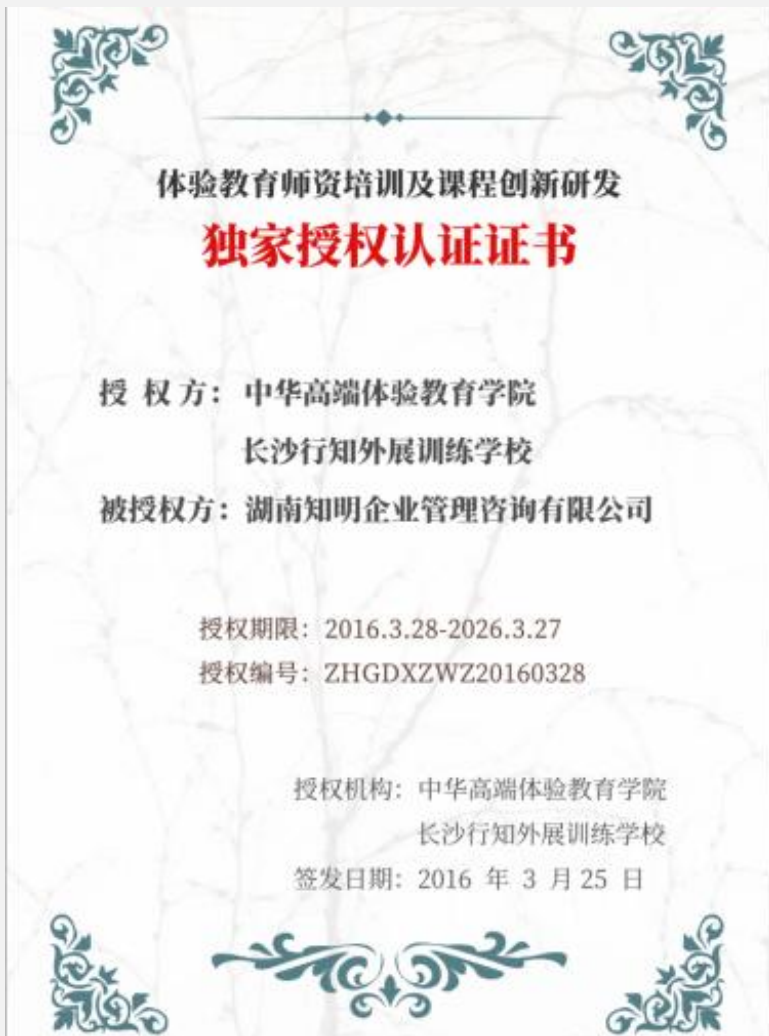 体验教育师资培训及课程创新研发
独家授权认证证书
授 权 方：中华高端体验教育学院
长沙行知外展训练学校
被授权方：湖南知明企业管理咨询有限公司
授权期限：2016.3.28-2026.3.27
授权编号：ZHGDXZWZ20160328
授权机构：中华高端体验教育学院
长沙行知外展训练学校
签发日期：2016 年 3 月 25 日